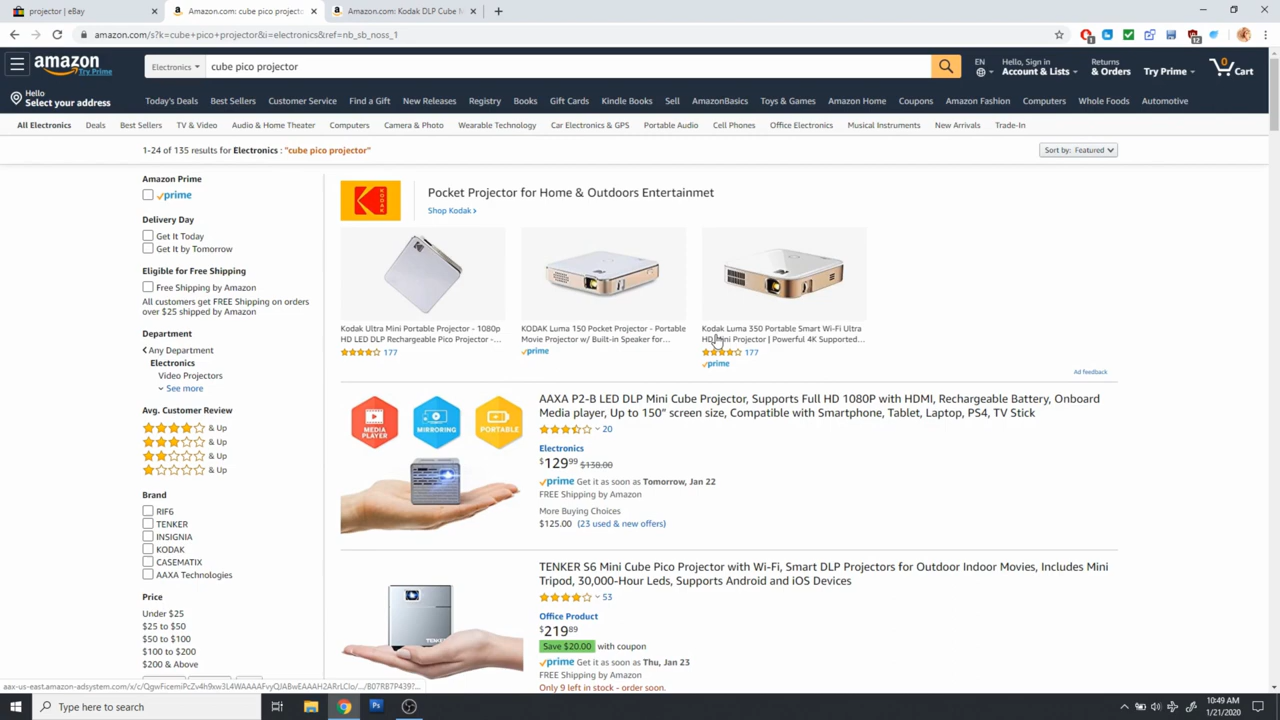 projector | eBay
Amazon.com: cube pico projecto
Amazon.com: Kodak DLP Cube M
amazon.com/s?k=cube+pico+projector&i=electronics&ref=nb_sb_noss_1
1
12
amazon
Try Prime
Electronics
cube pico projector
EN
Hello, Sign in
Account & Lists
Returns
& Orders
Try Prime
0
Cart
Hello
Select your address
Today's Deals
Best Sellers
Customer Service
Find a Gift
New Releases
Registry
Books
Gift Cards
Kindle Books
Sell
AmazonBasics
Toys & Games
Amazon Home
Coupons
Amazon Fashion
Computers
Whole Foods
Automotive
All Electronics
Deals
Best Sellers
TV & Video
Audio & Home Theater
Computers
Camera & Photo
Wearable Technology
Car Electronics & GPS
Portable Audio
Cell Phones
Office Electronics
Musical Instruments
New Arrivals
Trade-In
1-24 of 135 results for Electronics : "cube pico projector"
Sort by: Featured
Amazon Prime
prime
Delivery Day
Get It Today
Get It by Tomorrow
Eligible for Free Shipping
Free Shipping by Amazon
All customers get FREE Shipping on orders
over $25 shipped by Amazon
Department
Any Department
Electronics
Video Projectors
See more
Avg. Customer Review
& Up
& Up
& Up
& Up
Brand
RIF6
TENKER
INSIGNIA
KODAK
CASEMATIX
AAXA Technologies
Price
Under $25
$25 to $50
$50 to $100
$100 to $200
$200 & Above
KODAK
Pocket Projector for Home & Outdoors Entertainmet
Shop Kodak
Kodak Ultra Mini Portable Projector - 1080p
HD LED DLP Rechargeable Pico Projector -...
177
KODAK Luma 150 Pocket Projector - Portable
Movie Projector w/ Built-in Speaker for...
prime
Kodak Luma 350 Portable Smart Wi-Fi Ultra
HD Mini Projector | Powerful 4K Supported...
177
prime
Ad feedback
MEDIA
PLAYER
MIRRORING
PORTABLE
AAXA P2-B LED DLP Mini Cube Projector, Supports Full HD 1080P with HDMI, Rechargeable Battery, Onboard
Media player, Up to 150” screen size, Compatible with Smartphone, Tablet, Laptop, PS4, TV Stick
20
Electronics
$129.99 $138.00
prime Get it as soon as Tomorrow, Jan 22
FREE Shipping by Amazon
More Buying Choices
$125.00 (23 used & new offers)
TENKER
TENKER S6 Mini Cube Pico Projector with Wi-Fi, Smart DLP Projectors for Outdoor Indoor Movies, Includes Mini
Tripod, 30,000-Hour Leds, Supports Android and iOS Devices
53
Office Product
$219.89
Save $20.00 with coupon
prime Get it as soon as Thu, Jan 23
FREE Shipping by Amazon
Only 9 left in stock - order soon.
Type here to search
Ps
10:49 AM
1/21/2020